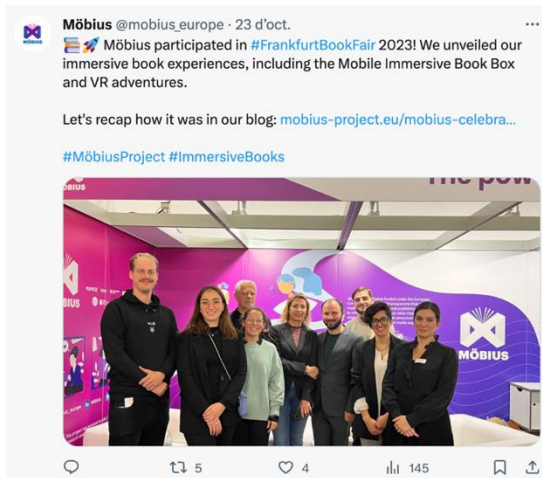 Möbius @mobius_europe · 23 d'oct.
📚🚀 Möbius participated in #FrankfurtBookFair 2023! We unveiled our
immersive book experiences, including the Mobile Immersive Book Box
and VR adventures.
Let's recap how it was in our blog: mobius-project.eu/mobius-celebra...
#MöbiusProject #ImmersiveBooks
MÖBIUS
5
4
145